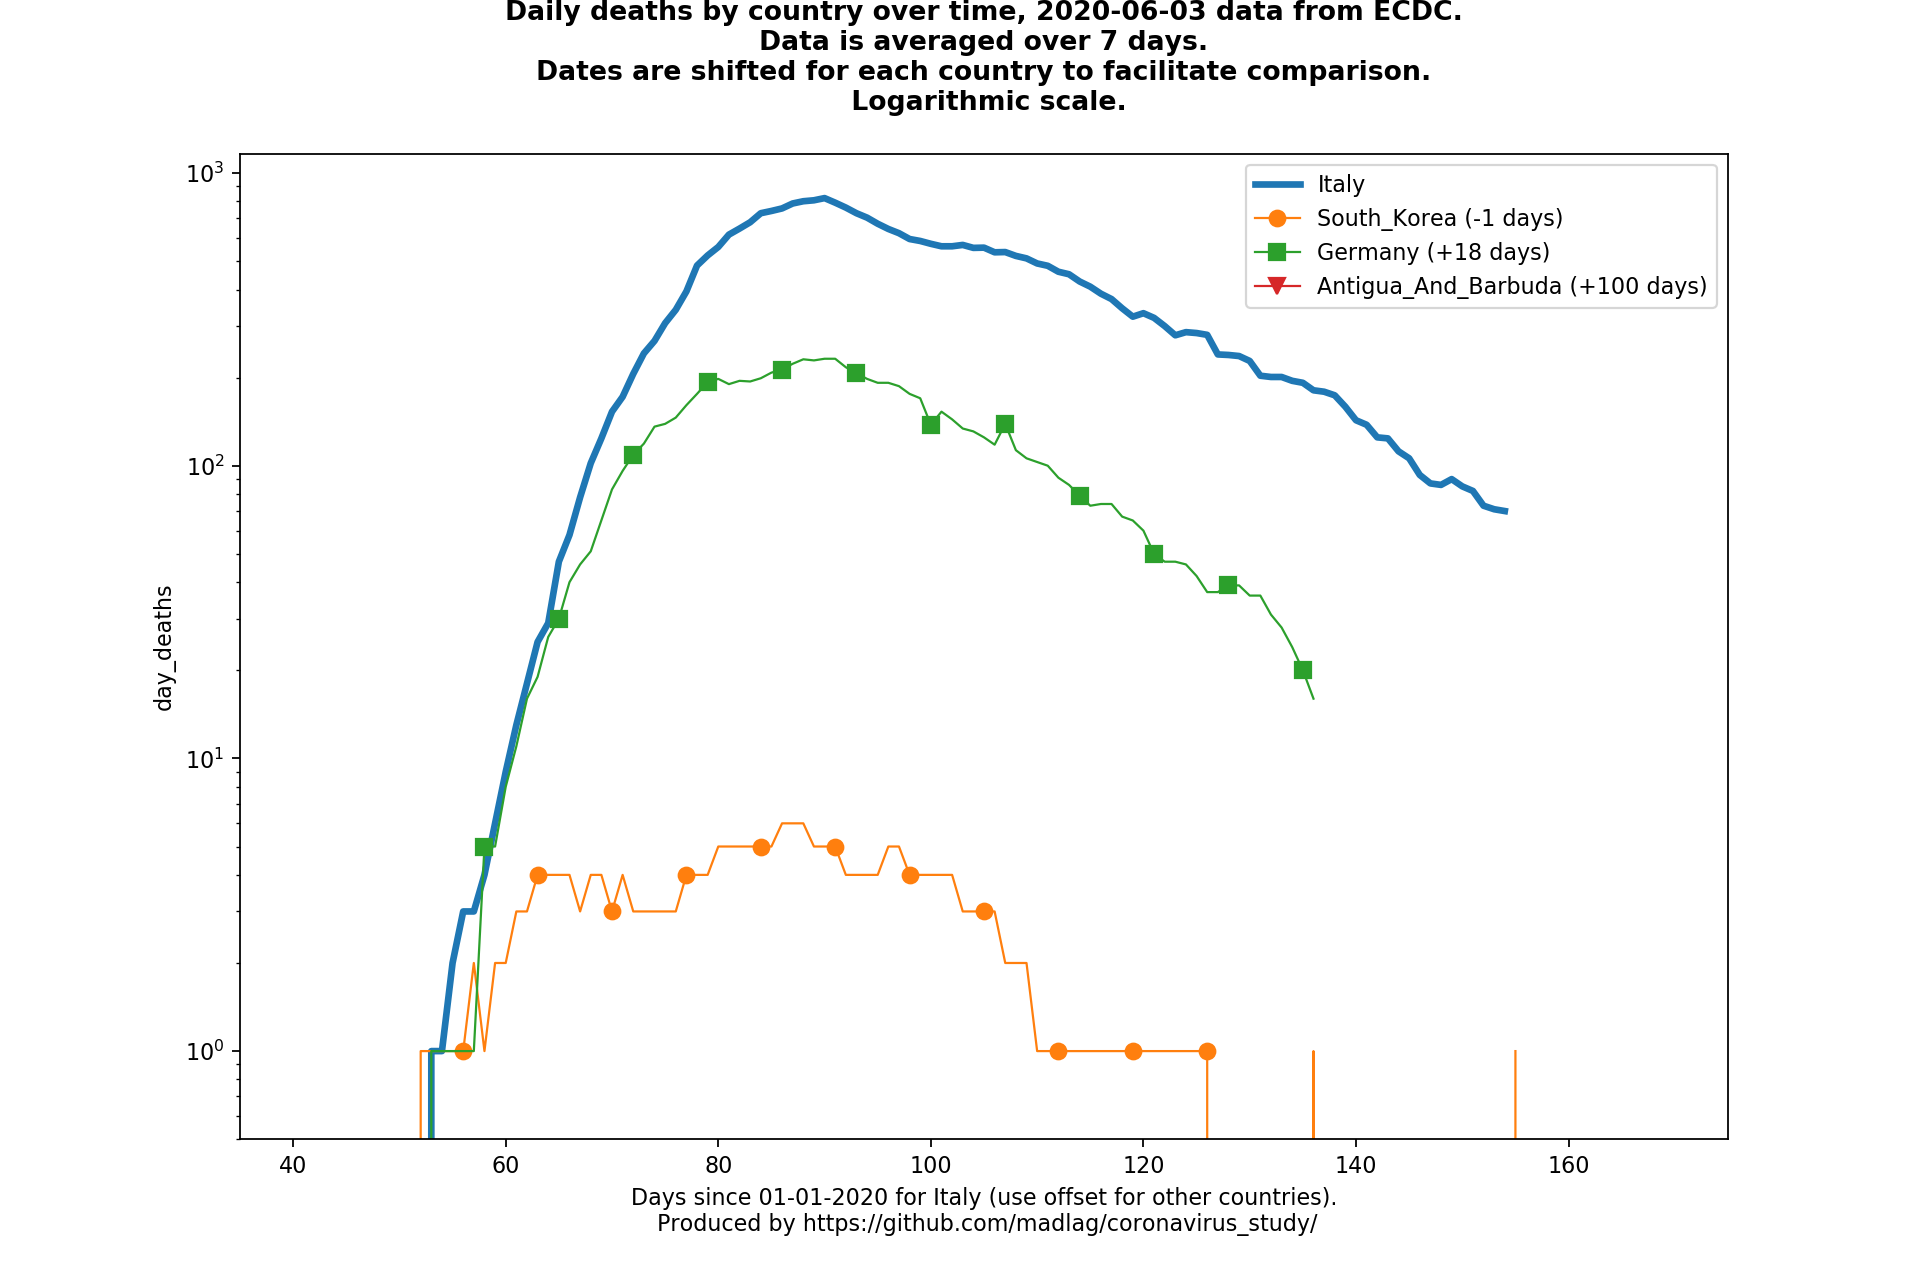 Daily deaths by country over time, 2020-06-03 data from ECDC.
Data is averaged over 7 days.
Dates are shifted for each country to facilitate comparison.
Logarithmic scale.
10³
10²
10¹
10⁰
day_deaths
Italy
South_Korea (-1 days)
Germany (+18 days)
Antigua_And_Barbuda (+100 days)
40 60 80 100 120 140 160
Days since 01-01-2020 for Italy (use offset for other countries).
Produced by https://github.com/madlag/coronavirus_study/